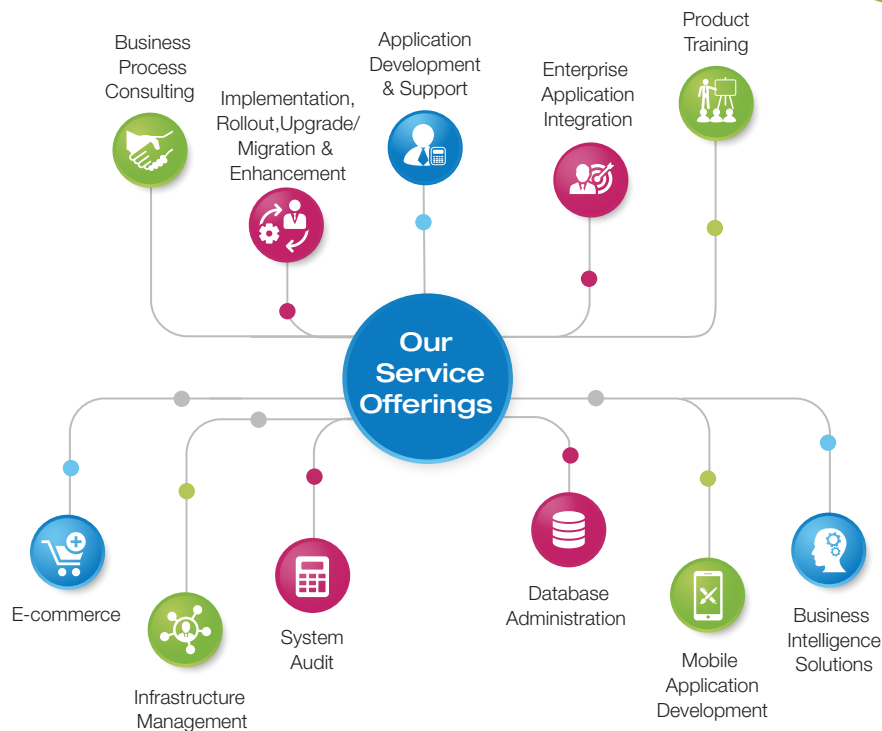 Business
Process
Consulting
Implementation,
Rollout,Upgrade/
Migration &
Enhancement
Application
Development
& Support
Enterprise
Application
Integration
Product
Training
Our
Service
Offerings
E-commerce
Infrastructure
Management
System
Audit
Database
Administration
Mobile
Application
Development
Business
Intelligence
Solutions